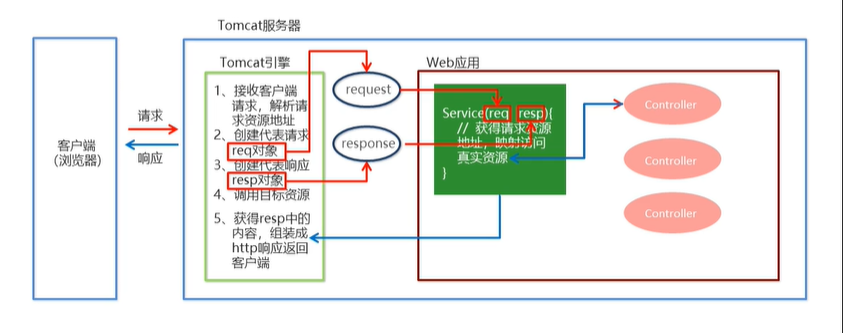 Tomcat服务器
Tomcat引擎
Web应用
客户端
(浏览器)
请求
响应
1、接收客户端
请求，解析请
求资源地址
2、创建代表请求
req对象
3、创建代表响应
resp对象
4、调用目标资源
5、获得resp中的
内容，组装成
http响应返回
客户端
request
response
Service(req resp){
// 获得请求资源
地址，映射访问
真实资源
}
Controller
Controller
Controller